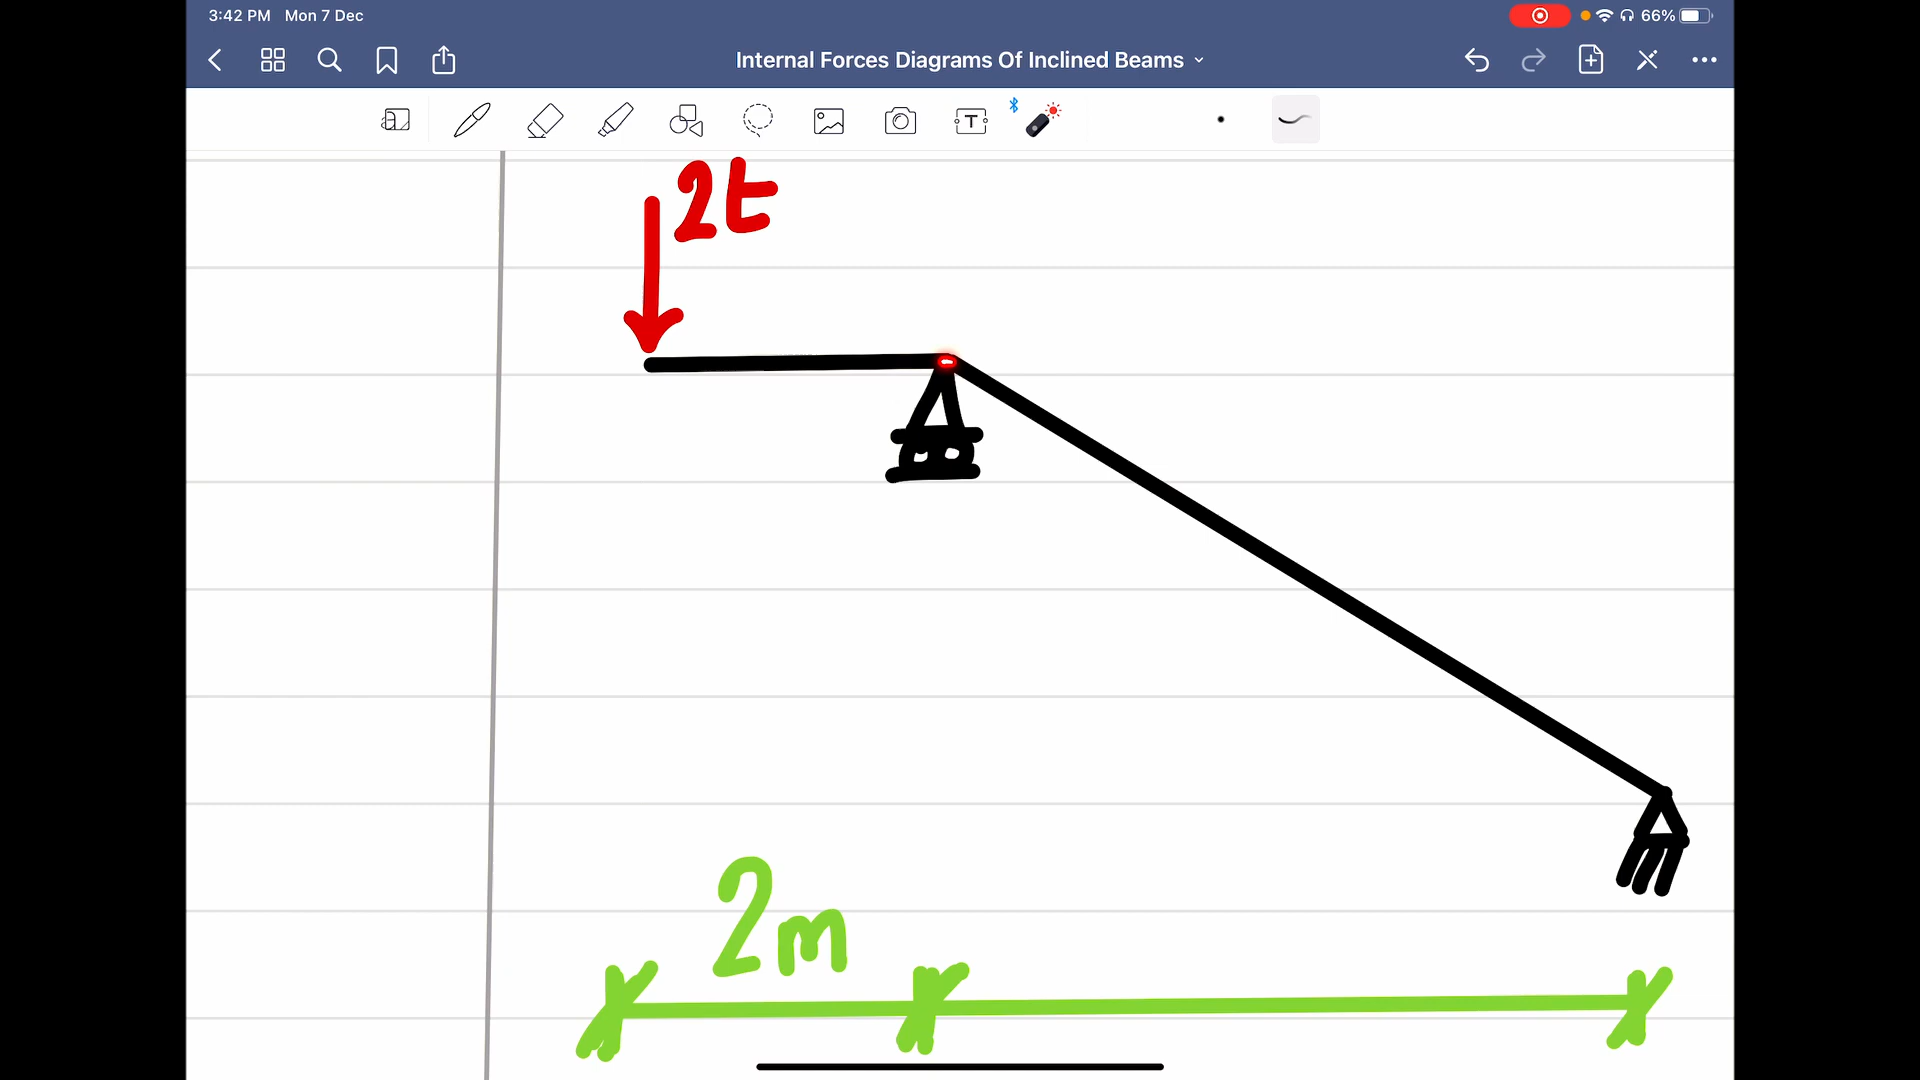 3:42 PM Mon 7 Dec 66%
Internal Forces Diagrams Of Inclined Beams
a T
2t
2m